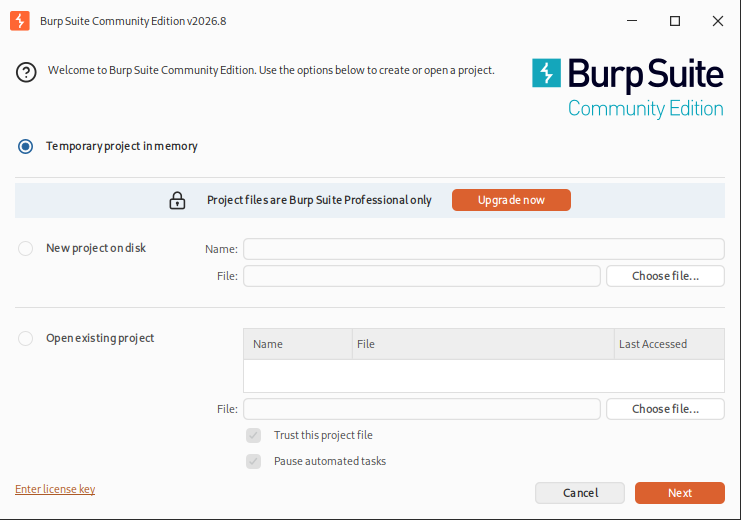 Burp Suite Community Edition v2026.8
Welcome to Burp Suite Community Edition. Use the options below to create or open a project.
Burp Suite
Community Edition
Temporary project in memory
Project files are Burp Suite Professional only
Upgrade now
New project on disk
Name:
File:
Choose file...
Open existing project
Name File Last Accessed
File:
Choose file...
Trust this project file
Pause automated tasks
Enter license key
Cancel
Next